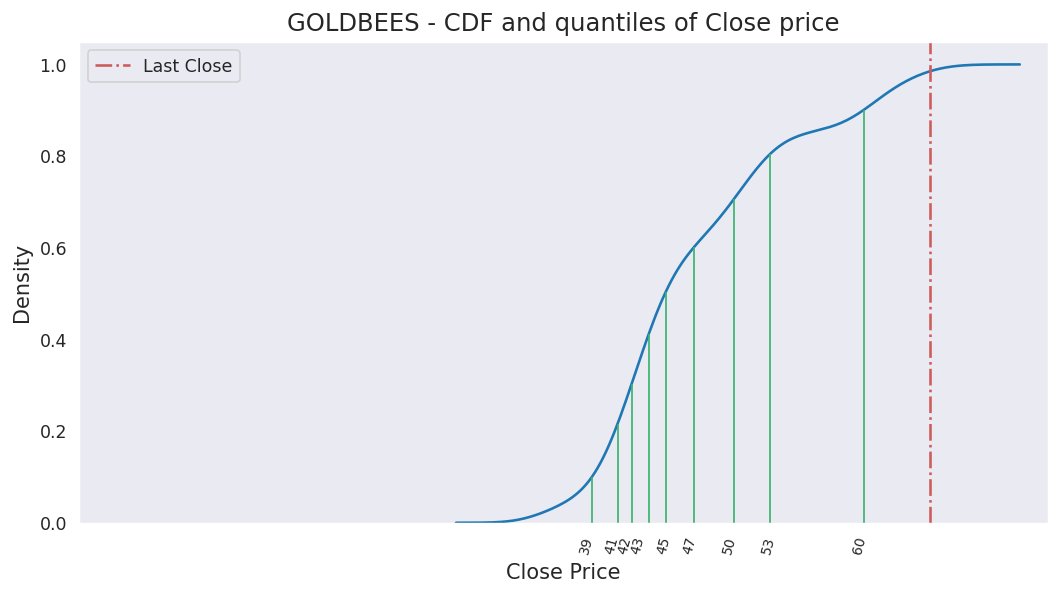 GOLDBEES - CDF and quantiles of Close price
Last Close
1.0
0.8
0.6
0.4
0.2
0.0
Density
39 41 42 43 45 47 50 53 60
Close Price